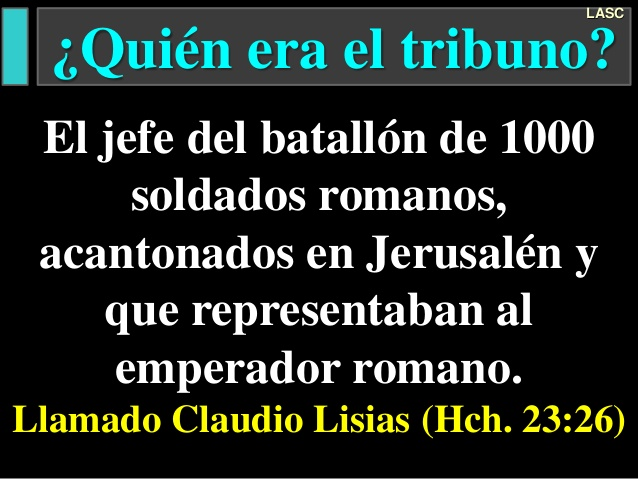 LASC
¿Quién era el tribuno?
El jefe del batallón de 1000
soldados romanos,
acantonados en Jerusalén y
que representaban al
emperador romano.
Llamado Claudio Lisias (Hch. 23:26)